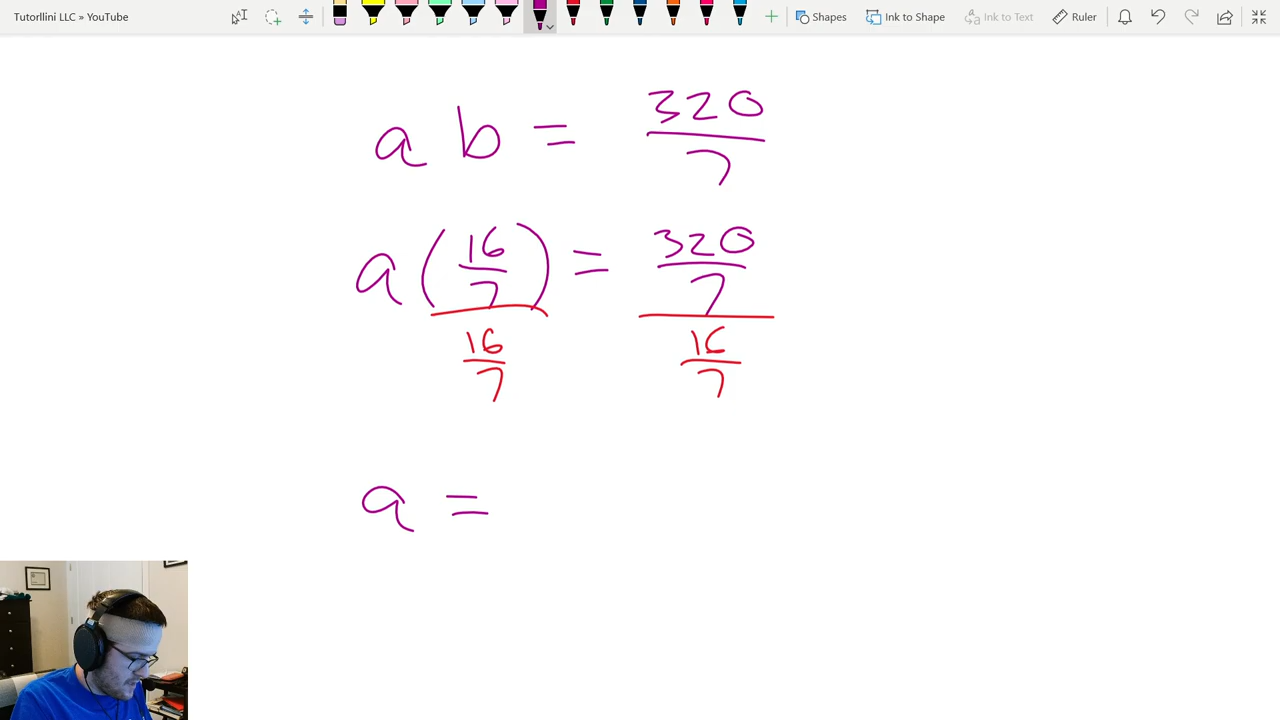 Tutorllini LLC » YouTube
Shapes Ink to Shape Ink to Text Ruler
a b = 320/7
a(16/7) = 320/7
16/7 16/7
a =